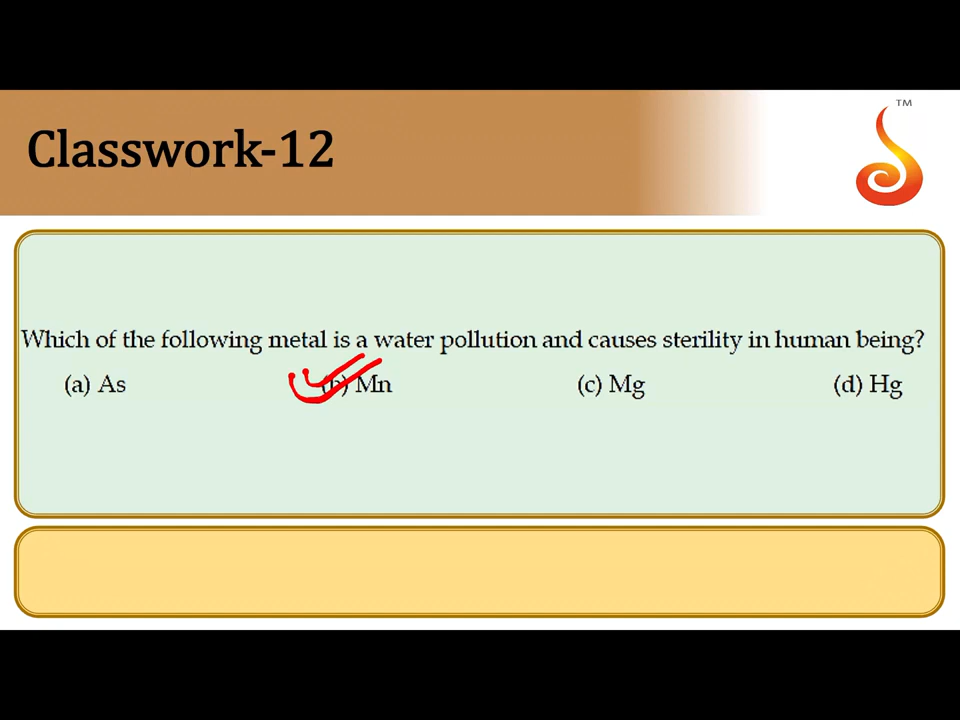 TM
Classwork-12
Which of the following metal is a water pollution and causes sterility in human being?
(a) As (b) Mn (c) Mg (d) Hg